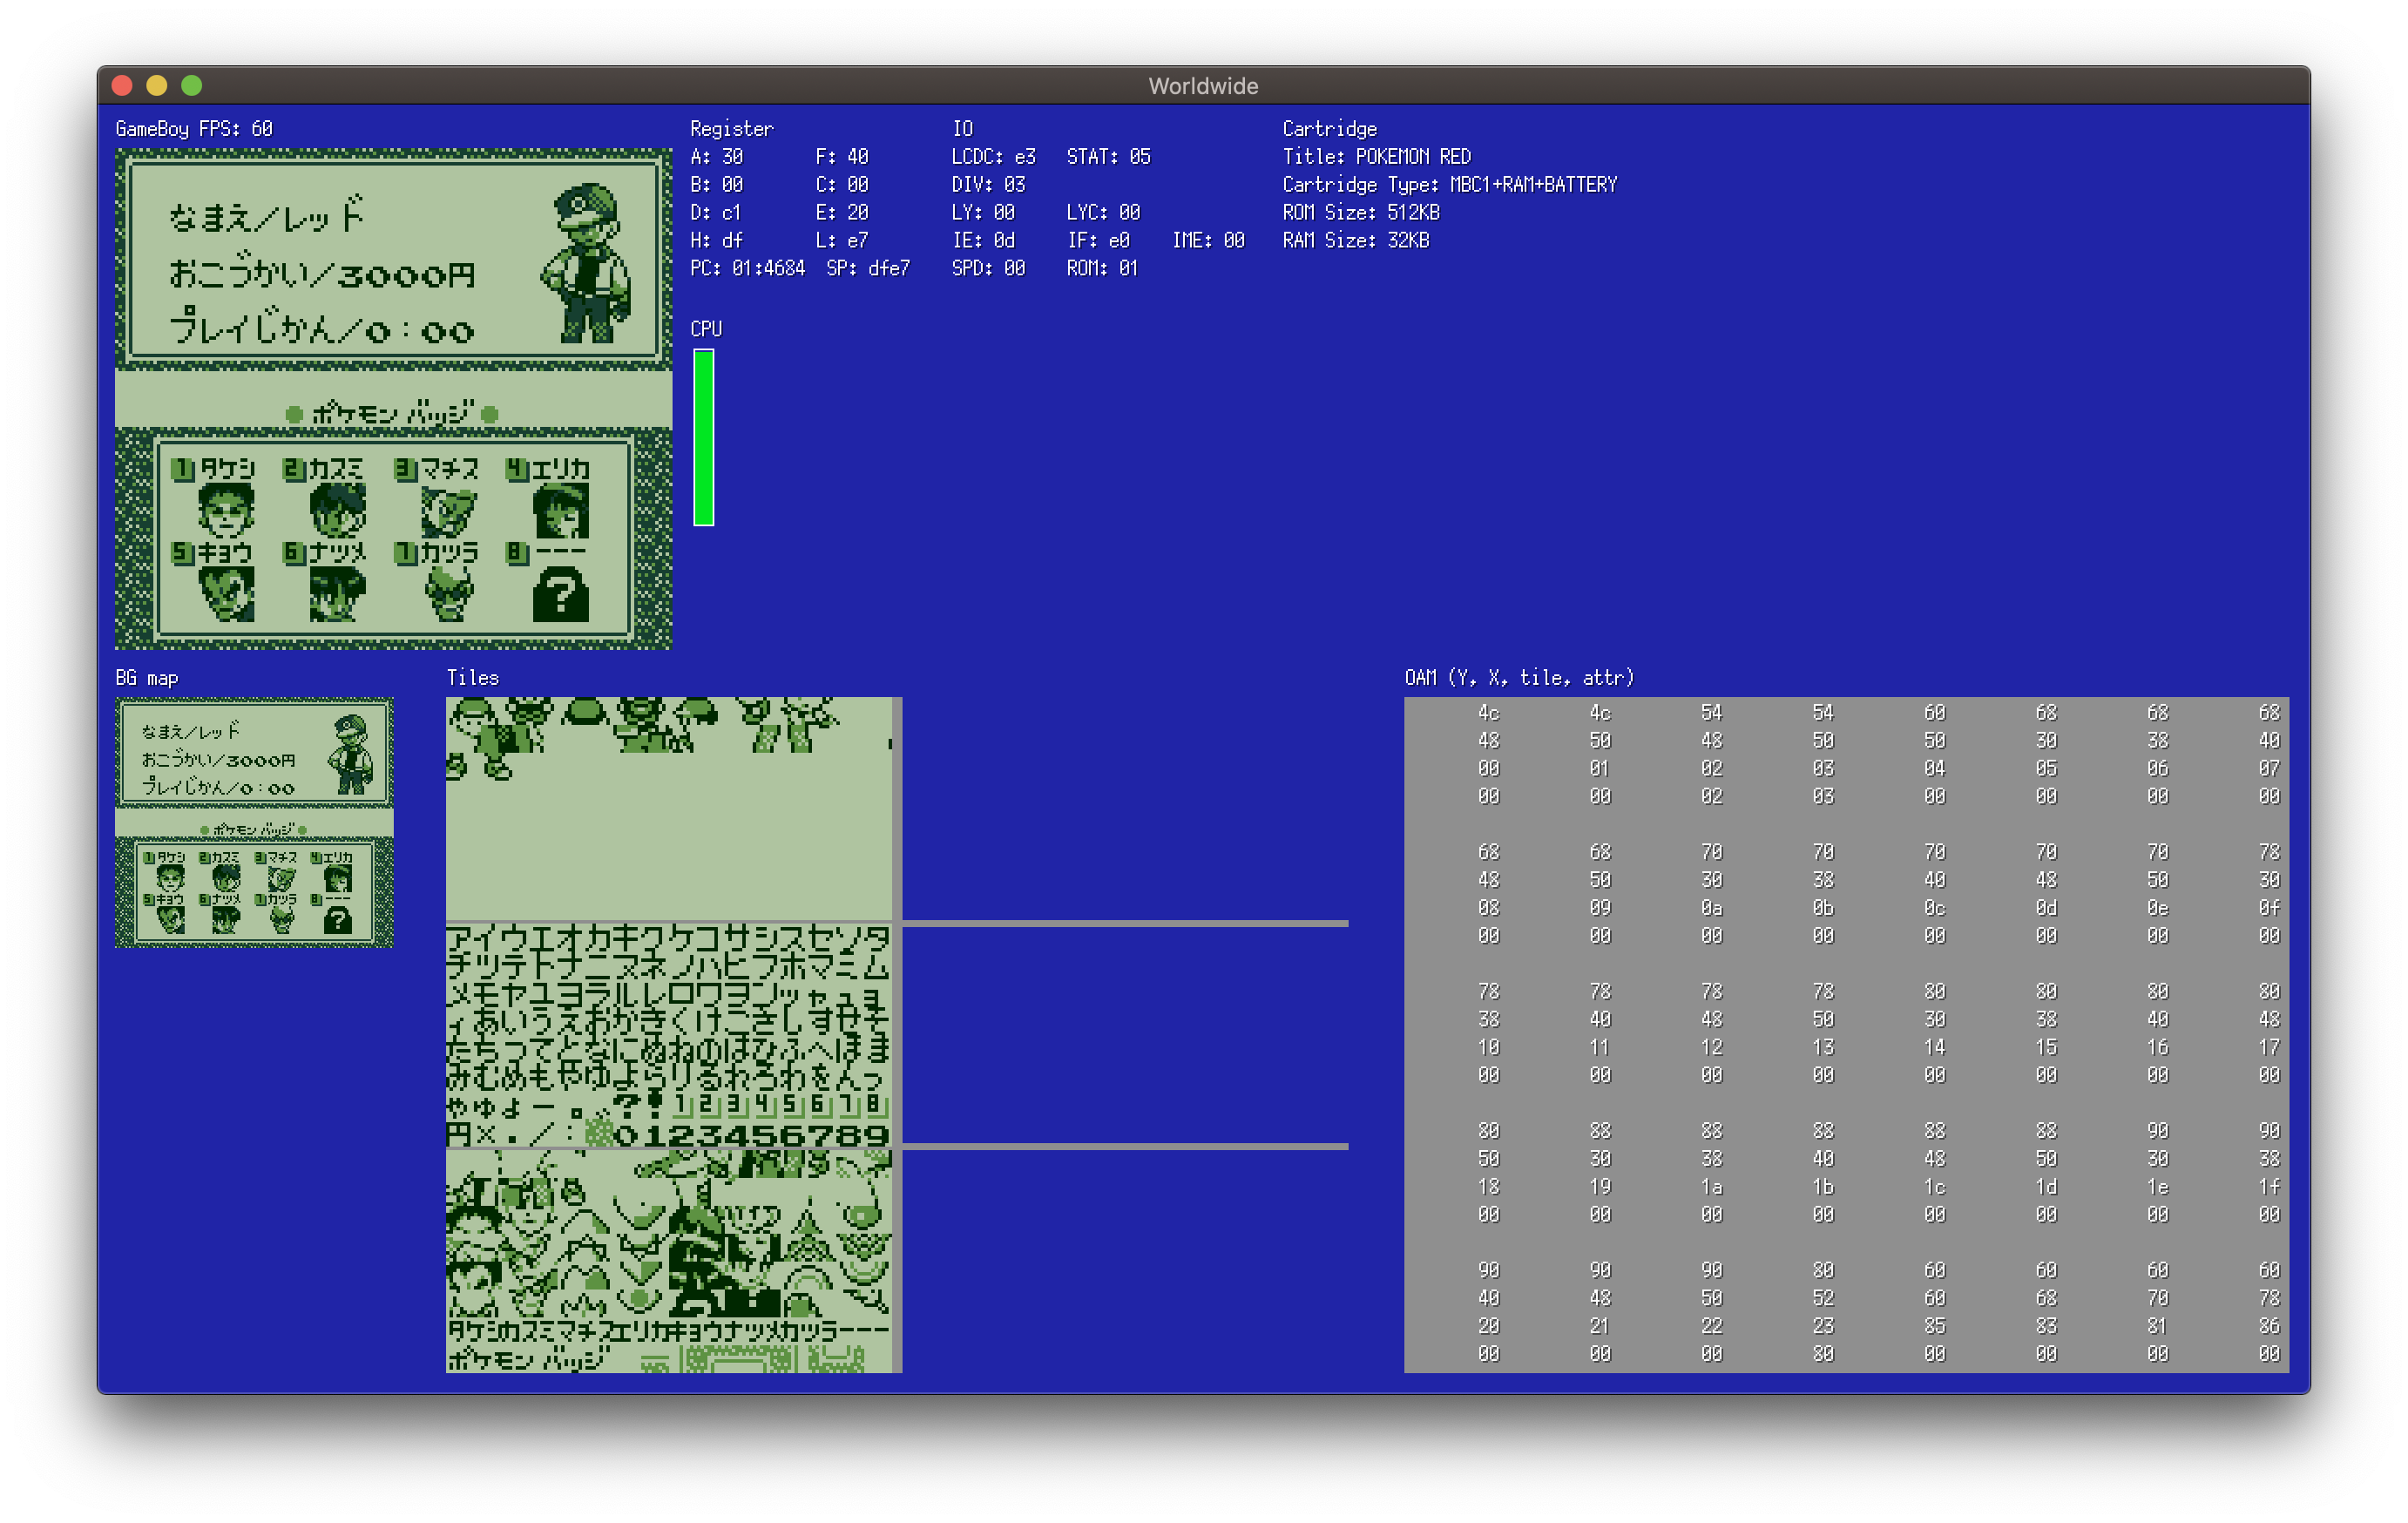 Worldwide
GameBoy FPS: 60
なまえ/レッド
おこづかい/3000円
プレイじかん/0:00
ポケモン バッジ
1 タケシ 2 カスミ 3 マチス 4 エリカ
5 キョウ 6 ナツメ 7 カツラ 8 ---
?
Register
A: 30 F: 40
B: 00 C: 00
D: c1 E: 20
H: df L: e7
PC: 01:4684 SP: dfe7
IO
LCDC: e3 STAT: 05
DIV: 03
LY: 00 LYC: 00
IE: 0d IF: e0 IME: 00
SPD: 00 ROM: 01
Cartridge
Title: POKEMON RED
Cartridge Type: MBC1+RAM+BATTERY
ROM Size: 512KB
RAM Size: 32KB
CPU
BG map
なまえ/レッド
おこづかい/3000円
プレイじかん/0:00
ポケモン バッジ
1 タケシ 2 カスミ 3 マチス 4 エリカ
5 キョウ 6 ナツメ 7 カツラ 8 ---
?
Tiles
アイウエオカキクケコサシスセソタ
チツテトナニヌネノハヒフホマミム
メモヤユヨラルレロワヲンッャュョ
ィあいうえおかきくけこさしすせそ
たちつてとなにぬねのはひふへほま
みむめもやゆよらりるれろわをんっ
ゃゅょー。?!12345678
円×./:0123456789
タケシカスミマチスエリカキョウナツメカツラ---
ポケモン バッジ
OAM (Y, X, tile, attr)
4c 4c 54 54 60 68 68 68
48 50 48 50 50 30 38 40
00 01 02 03 04 05 06 07
00 00 02 03 00 00 00 00
68 68 70 70 70 70 70 78
48 50 30 38 40 48 50 30
08 09 0a 0b 0c 0d 0e 0f
00 00 00 00 00 00 00 00
78 78 78 78 80 80 80 80
38 40 48 50 30 38 40 48
10 11 12 13 14 15 16 17
00 00 00 00 00 00 00 00
80 88 88 88 88 88 90 90
50 30 38 40 48 50 30 38
18 19 1a 1b 1c 1d 1e 1f
00 00 00 00 00 00 00 00
90 90 90 80 60 60 60 60
40 48 50 52 60 68 70 78
20 21 22 23 85 83 81 86
00 00 00 80 00 00 00 00